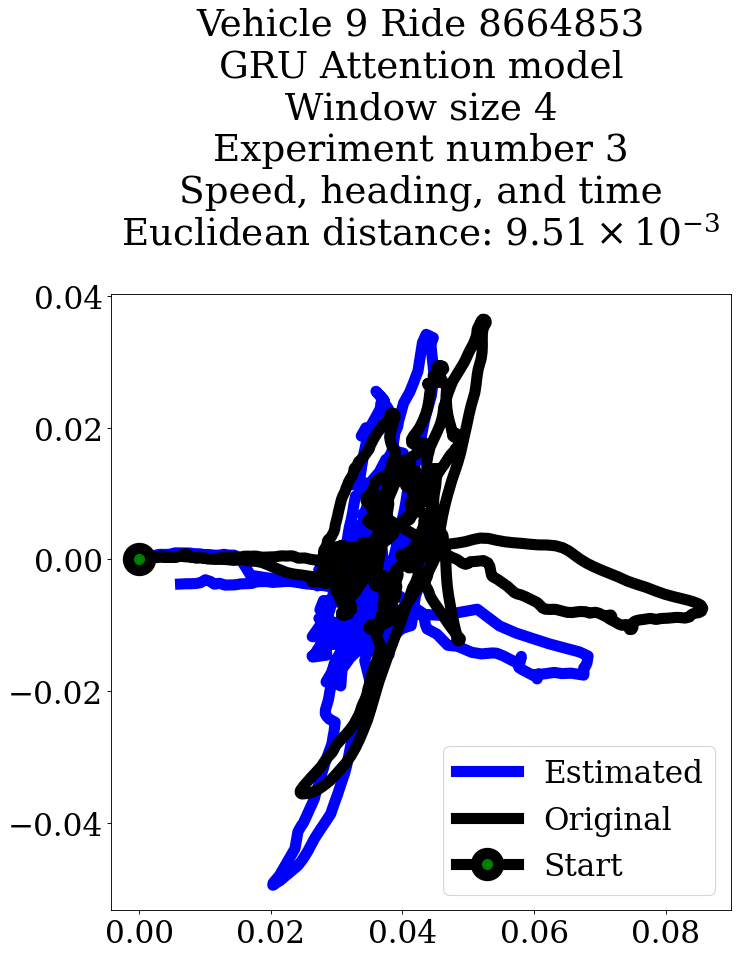 Vehicle 9 Ride 8664853
GRU Attention model
Window size 4
Experiment number 3
Speed, heading, and time
Euclidean distance: 9.51 × 10⁻³
0.04
0.02
0.00
−0.02
−0.04
Estimated
Original
Start
0.00 0.02 0.04 0.06 0.08